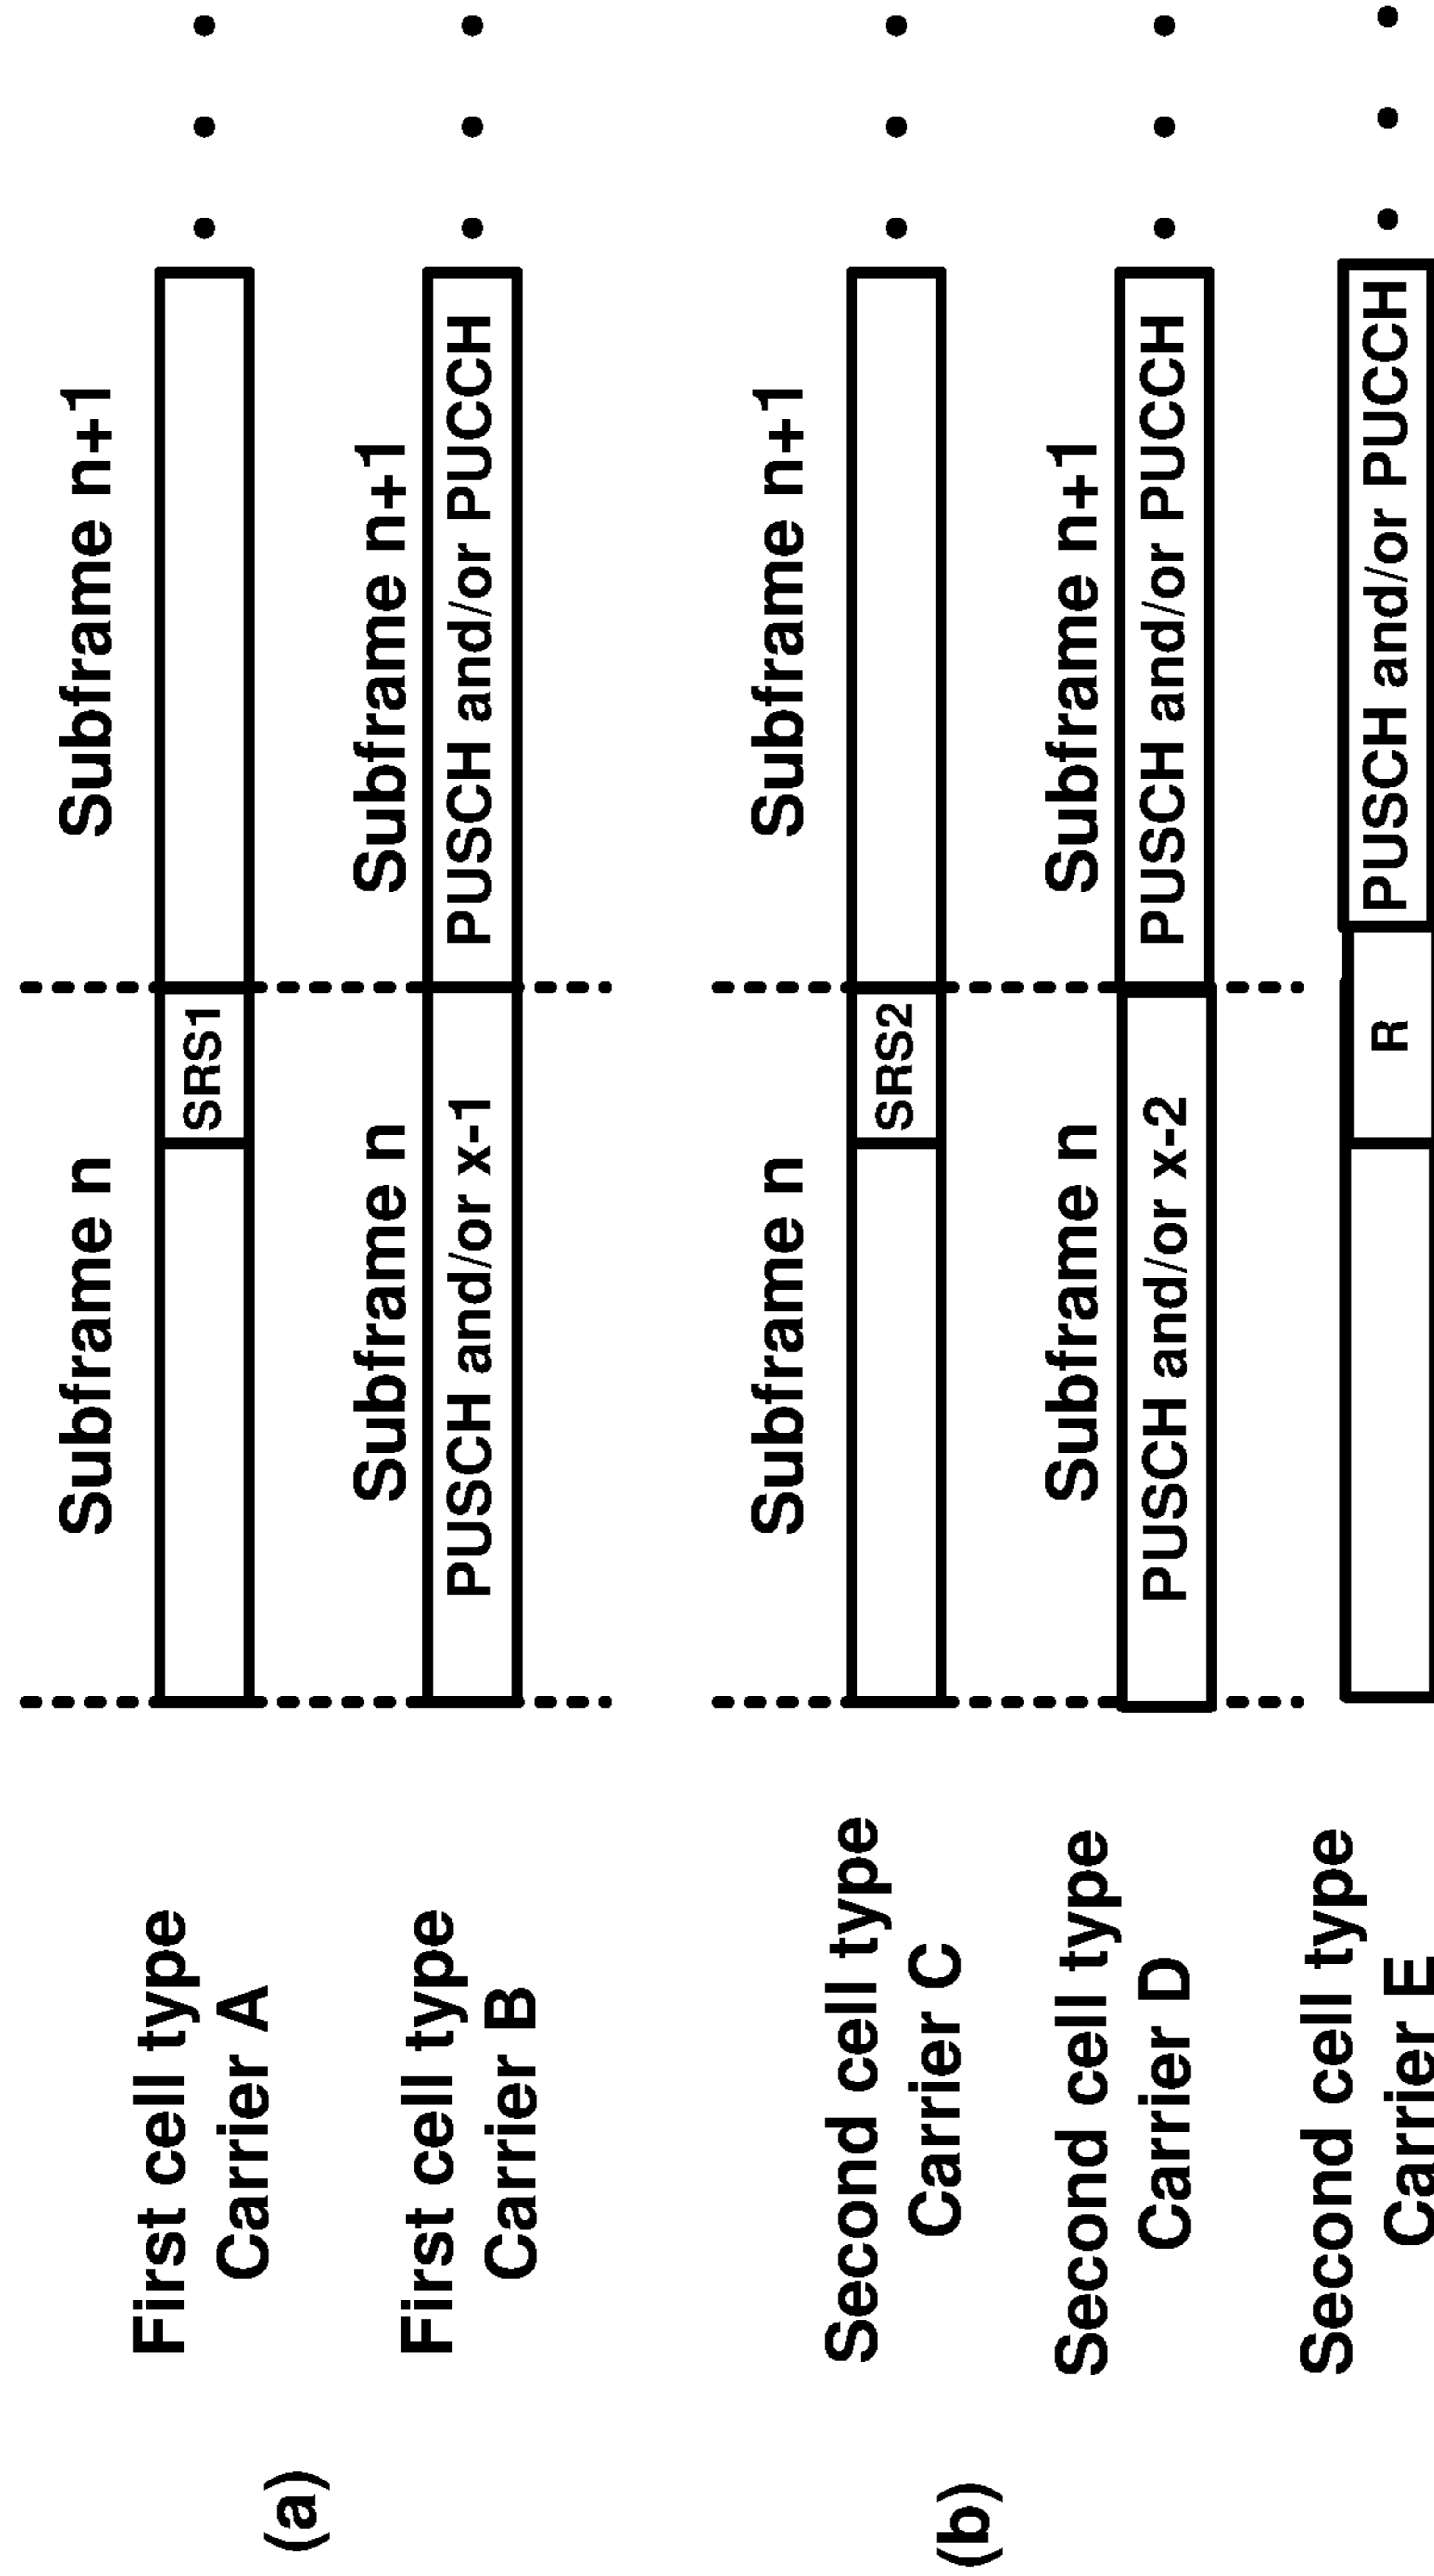 (a)
Subframe n
Subframe n+1
First cell type
Carrier A
SRS1
Subframe n
Subframe n+1
First cell type
Carrier B
PUSCH and/or x-1
PUSCH and/or PUCCH
(b)
Subframe n
Subframe n+1
Second cell type
Carrier C
SRS2
Subframe n
Subframe n+1
Second cell type
Carrier D
PUSCH and/or x-2
PUSCH and/or PUCCH
Second cell type
Carrier E
R
PUSCH and/or PUCCH